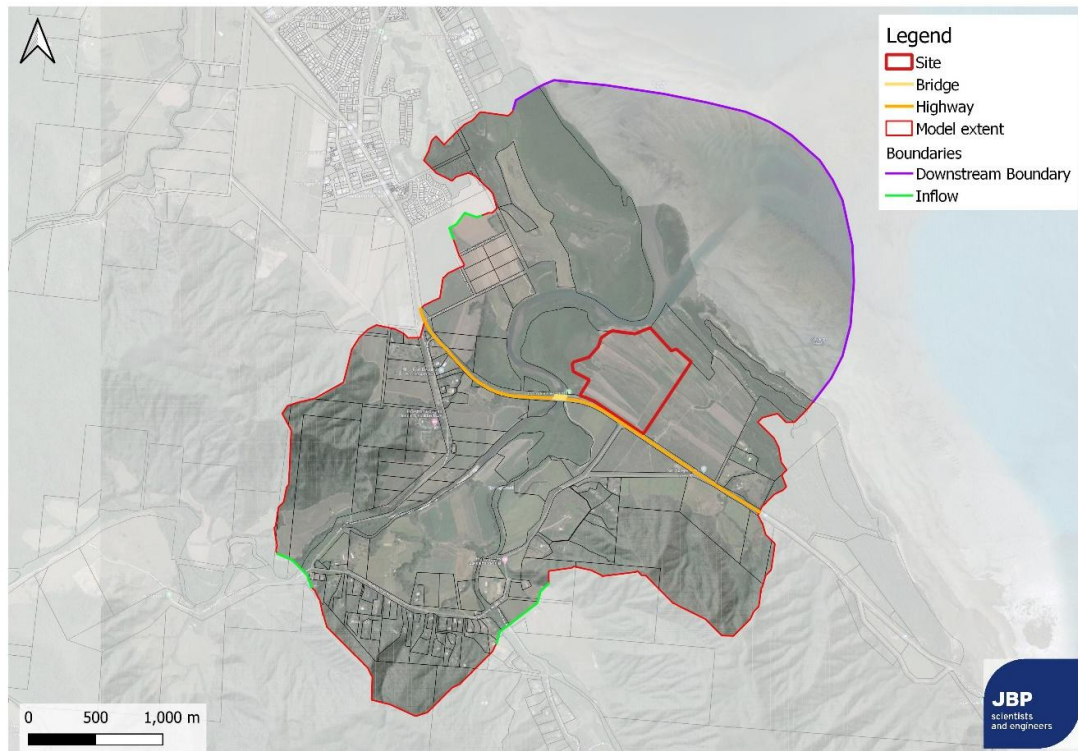 Legend
Site
Bridge
Highway
Model extent
Boundaries
Downstream Boundary
Inflow
0 500 1,000 m
JBP
scientists
and engineers